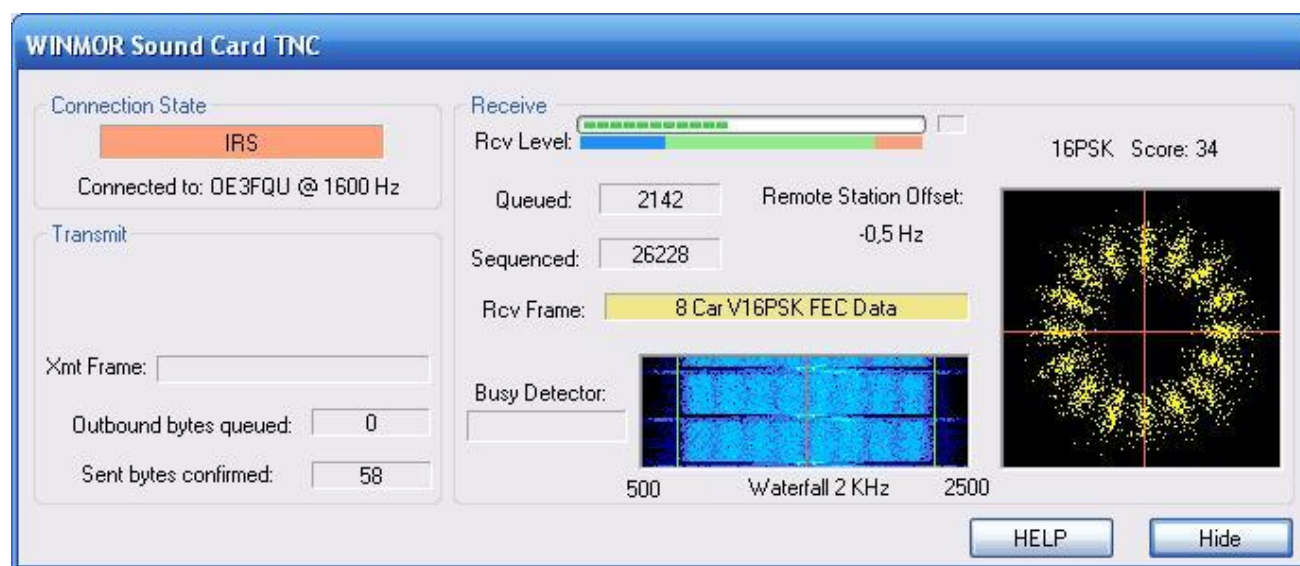 WINMOR Sound Card TNC
Connection State
IRS
Connected to: OE3FQU @ 1600 Hz
Transmit
Xmt Frame:
Outbound bytes queued: 0
Sent bytes confirmed: 58
Receive
Rcv Level:
Queued: 2142
Remote Station Offset:
-0,5 Hz
Sequenced: 26228
Rcv Frame: 8 Car V16PSK FEC Data
Busy Detector:
500 Waterfall 2 KHz 2500
16PSK Score: 34
HELP Hide